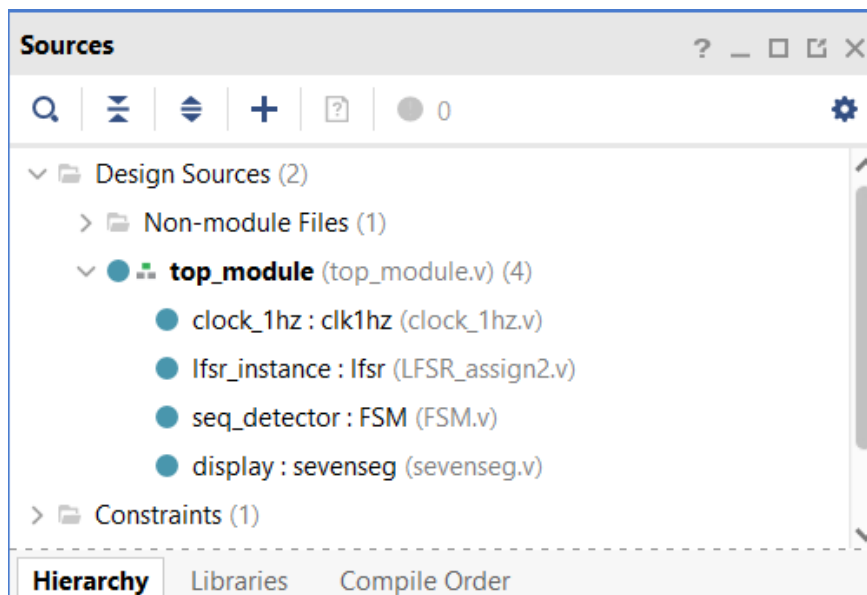 Sources
0
Design Sources (2)
Non-module Files (1)
top_module (top_module.v) (4)
clock_1hz : clk1hz (clock_1hz.v)
lfsr_instance : lfsr (LFSR_assign2.v)
seq_detector : FSM (FSM.v)
display : sevenseg (sevenseg.v)
Constraints (1)
Hierarchy Libraries Compile Order